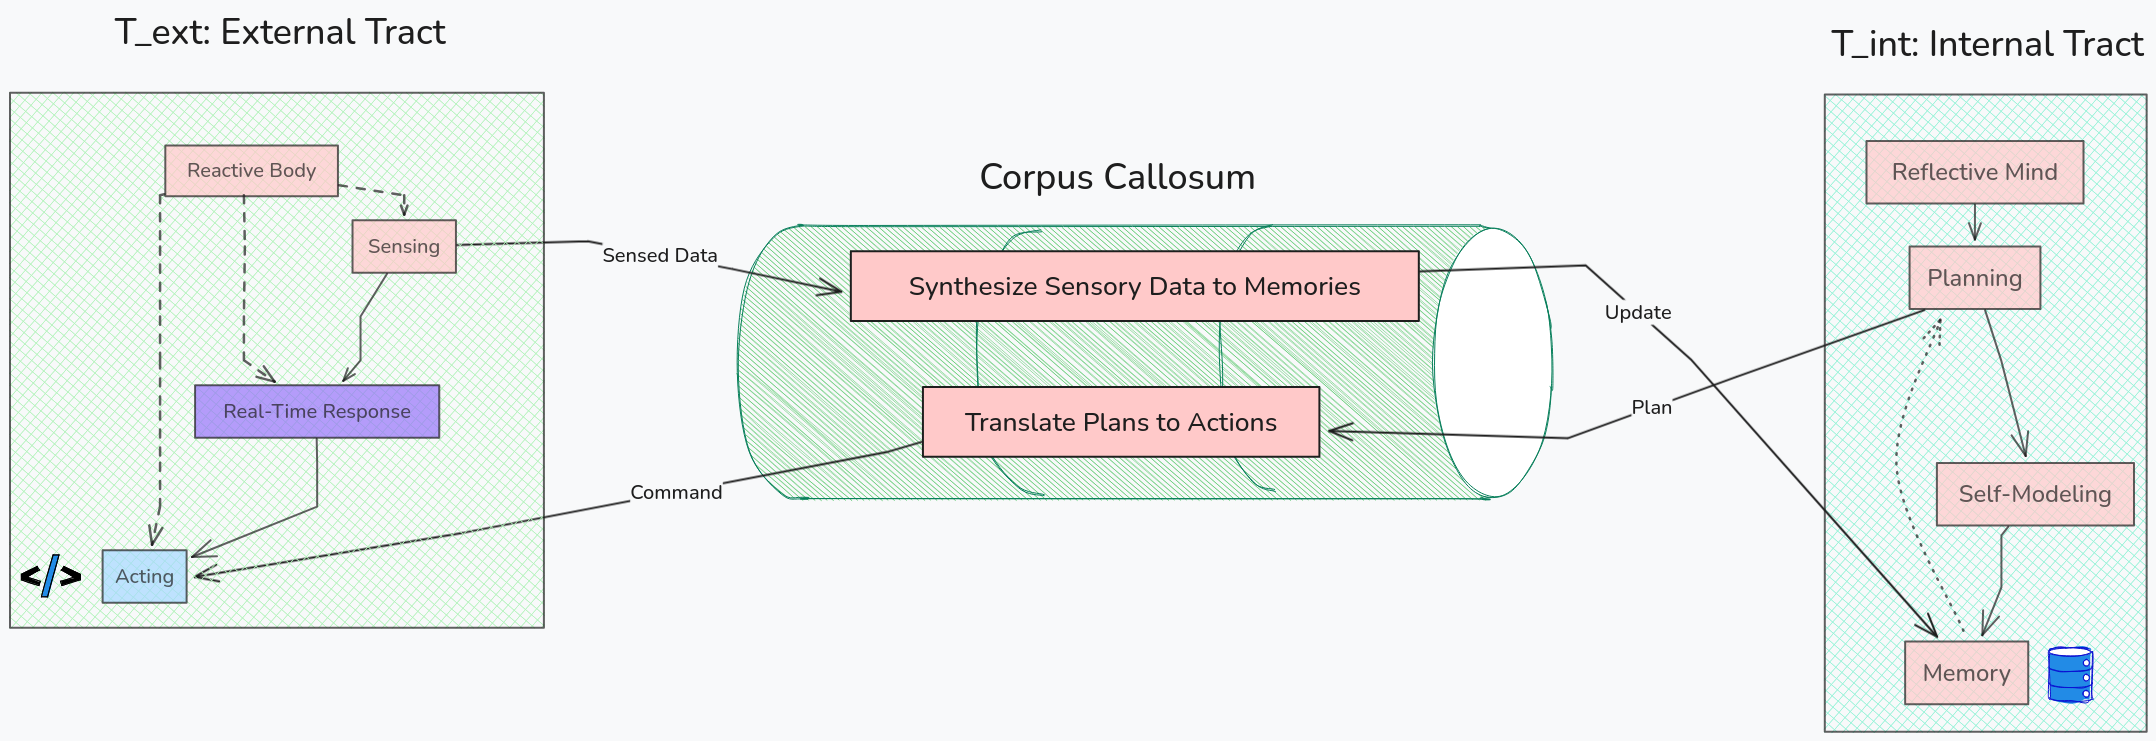 T_ext: External Tract
T_int: Internal Tract
Corpus Callosum
Reactive Body
Sensing
Real-Time Response
</>
Acting
Sensed Data
Synthesize Sensory Data to Memories
Translate Plans to Actions
Command
Update
Plan
Reflective Mind
Planning
Self-Modeling
Memory